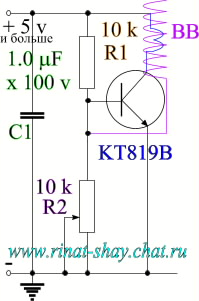 + 5 v
и больше
1.0 µF
x 100 v
C1
10 k
R1
BB
KT819B
10 k
R2
www.rinat-shay.chat.ru
-